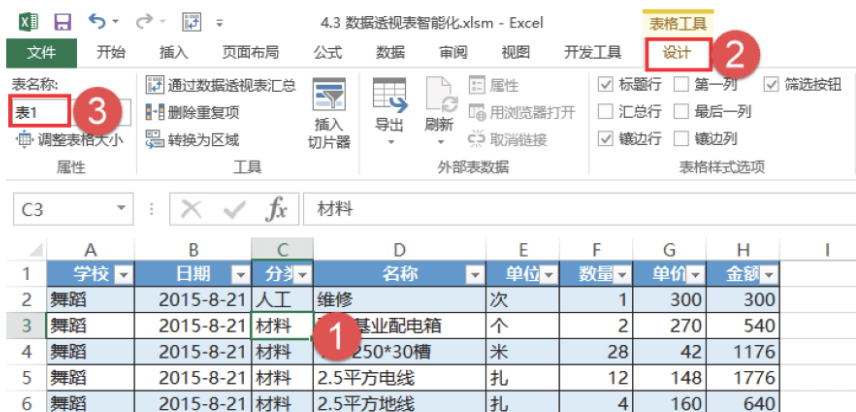 4.3 数据透视表智能化.xlsm - Excel
表格工具
文件 开始 插入 页面布局 公式 数据 审阅 视图 开发工具 设计 2
表名称: 通过数据透视表汇总 属性 标题行 第一列 筛选按钮
表1 3 删除重复项 插入切片器 导出 刷新 用浏览器打开 汇总行 最后一列
调整表格大小 转换为区域 取消链接 镶边行 镶边列
属性 工具 外部表数据 表格样式选项
C3 fx 材料
A B C D E F G H I
1 学校 日期 分类 名称 单位 数量 单价 金额
2 舞蹈 2015-8-21 人工 维修 次 1 300 300
3 舞蹈 2015-8-21 材料 1 基业配电箱 个 2 270 540
4 舞蹈 2015-8-21 材料 250*30槽 米 28 42 1176
5 舞蹈 2015-8-21 材料 2.5平方电线 扎 12 148 1776
6 舞蹈 2015-8-21 材料 2.5平方地线 扎 4 160 640